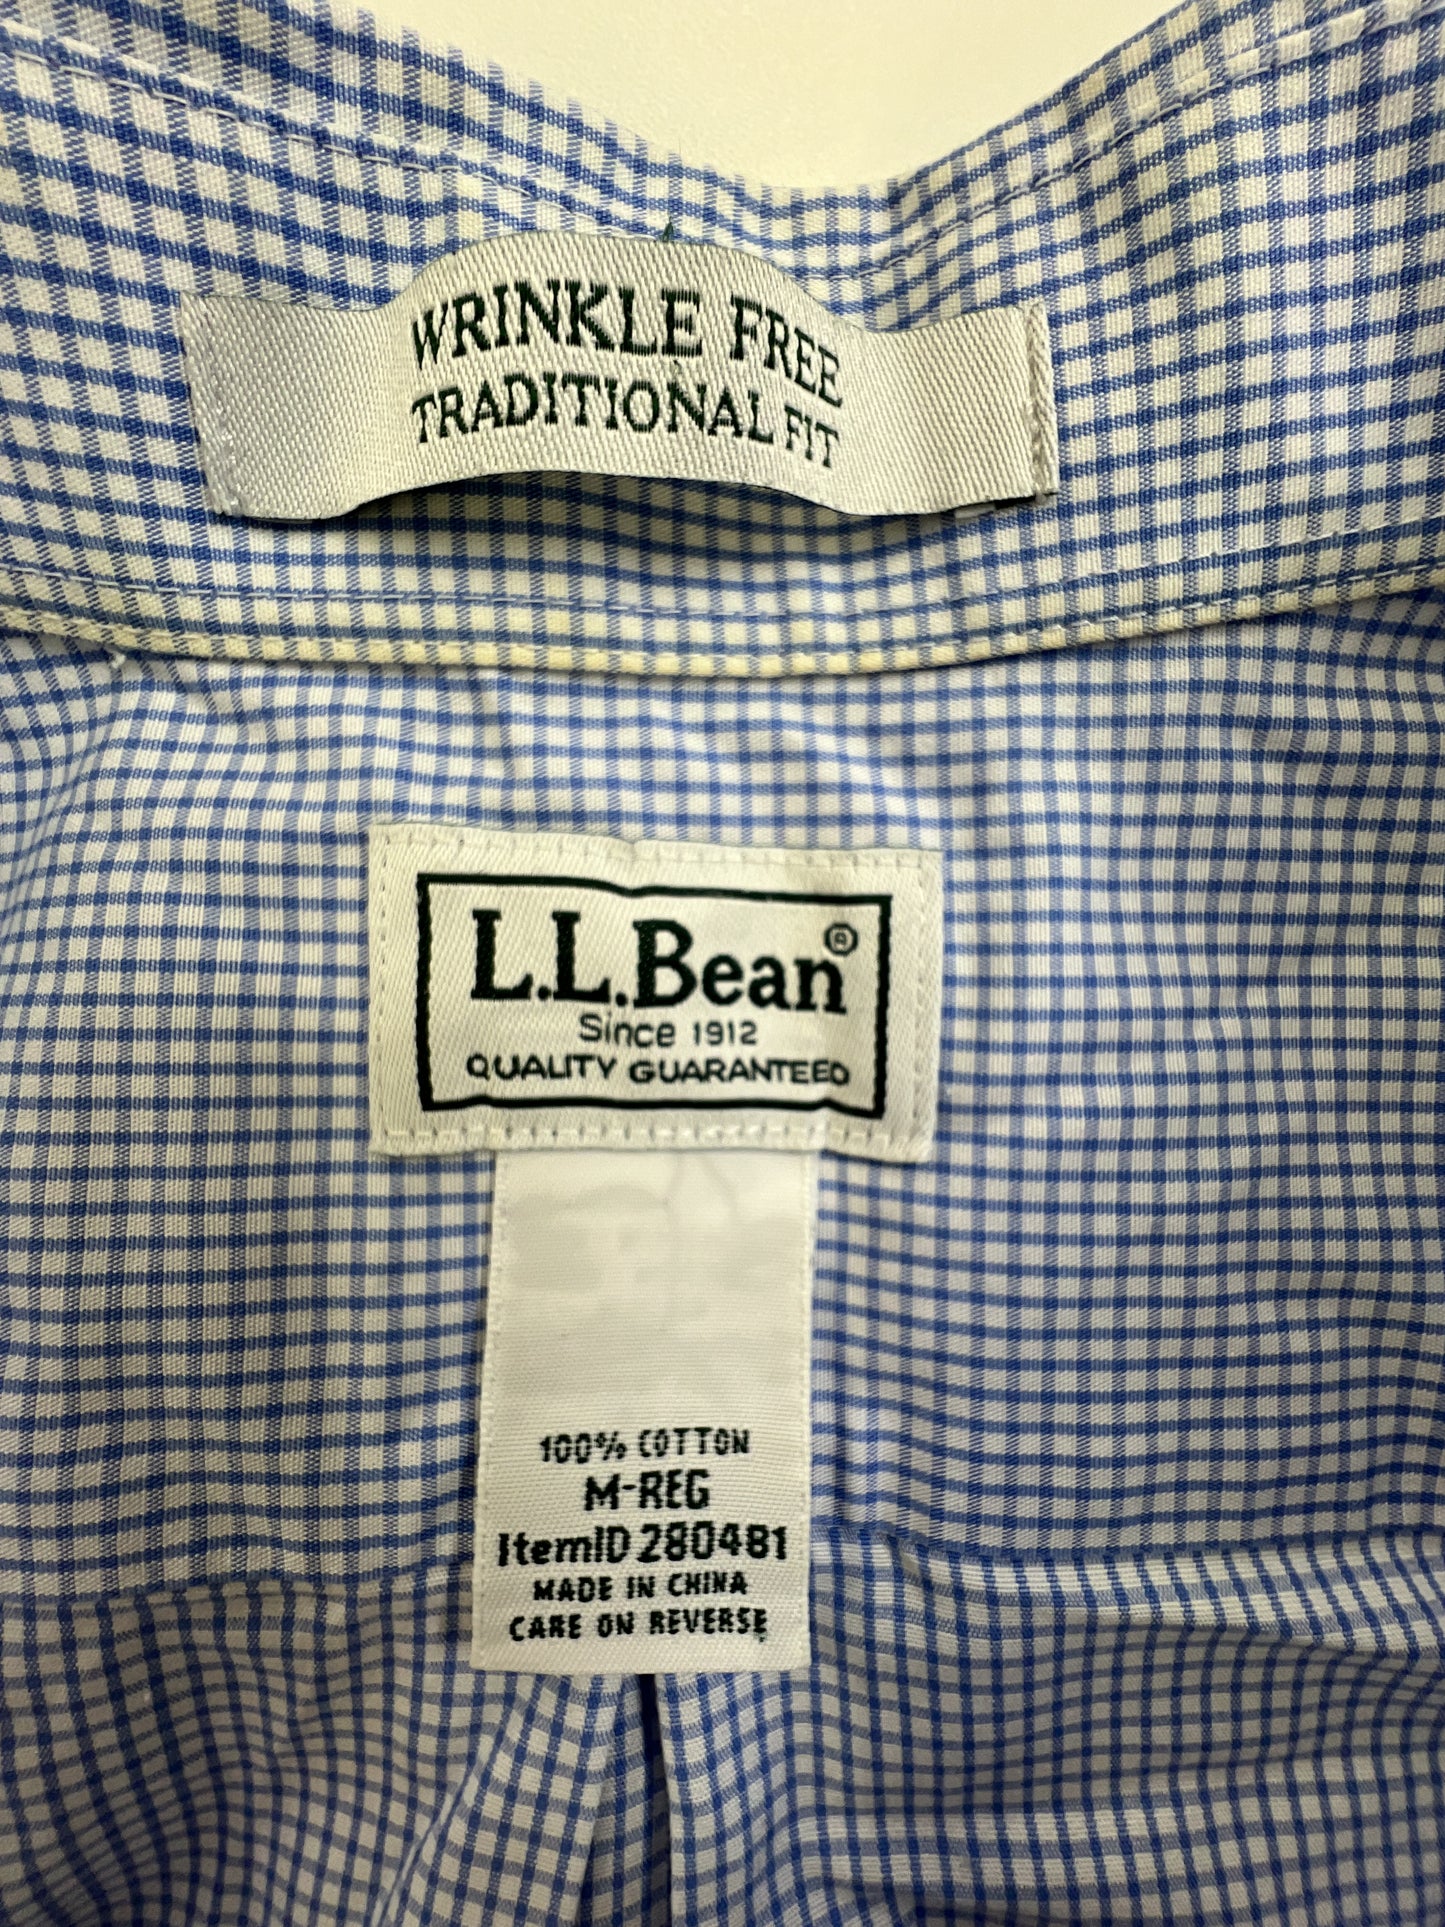 WRINKLE FREE
TRADITIONAL FIT
L.L.Bean®
Since 1912
QUALITY GUARANTEED
100% COTTON
M-REG
ItemID 280481
MADE IN CHINA
CARE ON REVERSE